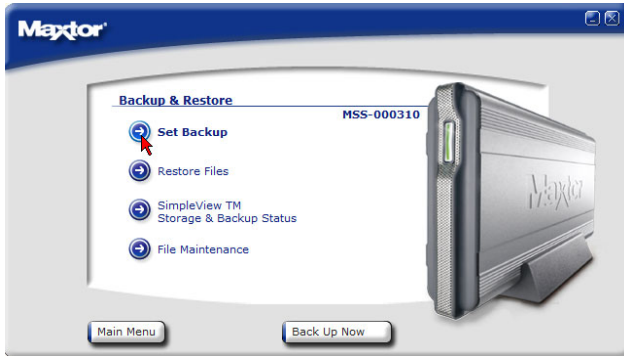 Maxtor
Backup & Restore
MSS-000310
Set Backup
Restore Files
SimpleView TM
Storage & Backup Status
File Maintenance
Maxtor
Main Menu
Back Up Now